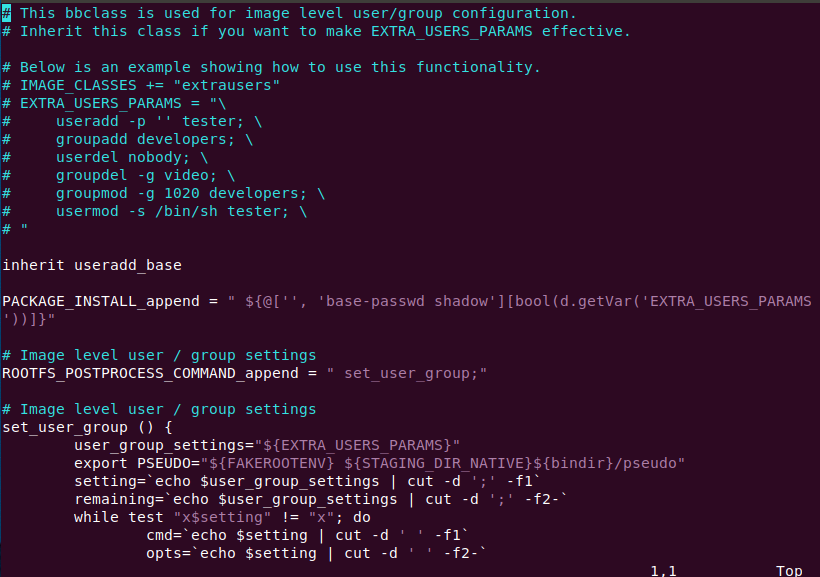 # This bbclass is used for image level user/group configuration.
# Inherit this class if you want to make EXTRA_USERS_PARAMS effective.
# Below is an example showing how to use this functionality.
# IMAGE_CLASSES += "extrausers"
# EXTRA_USERS_PARAMS = "\
#     useradd -p '' tester; \
#     groupadd developers; \
#     userdel nobody; \
#     groupdel -g video; \
#     groupmod -g 1020 developers; \
#     usermod -s /bin/sh tester; \
# "
inherit useradd_base
PACKAGE_INSTALL_append = " ${@['', 'base-passwd shadow'][bool(d.getVar('EXTRA_USERS_PARAMS
'))]}"
# Image level user / group settings
ROOTFS_POSTPROCESS_COMMAND_append = " set_user_group;"
# Image level user / group settings
set_user_group () {
        user_group_settings="${EXTRA_USERS_PARAMS}"
        export PSEUDO="${FAKEROOTENV} ${STAGING_DIR_NATIVE}${bindir}/pseudo"
        setting=`echo $user_group_settings | cut -d ';' -f1`
        remaining=`echo $user_group_settings | cut -d ';' -f2-`
        while test "x$setting" != "x"; do
                cmd=`echo $setting | cut -d ' ' -f1`
                opts=`echo $setting | cut -d ' ' -f2-`
1,1 Top